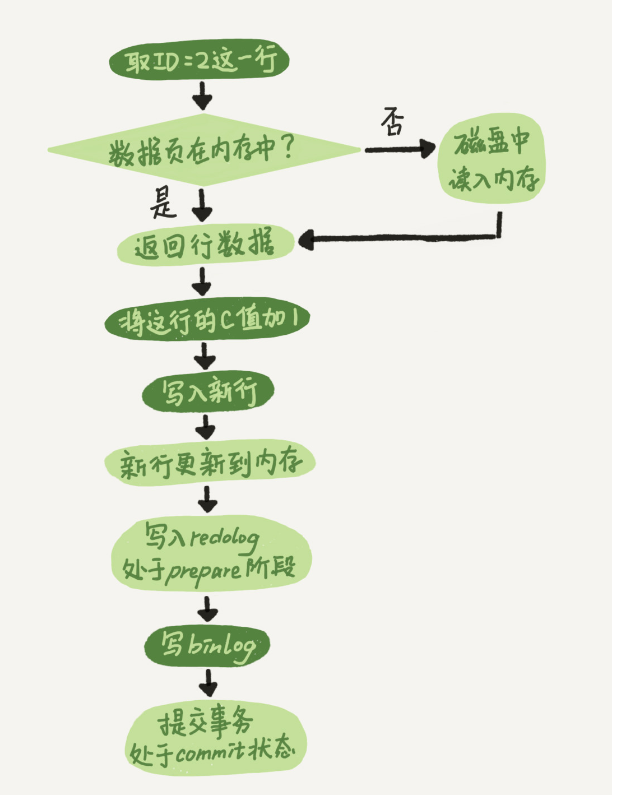 取ID=2这一行
数据页在内存中？
否
磁盘中
读入内存
是
返回行数据
将这行的C值加1
写入新行
新行更新到内存
写入redolog
处于prepare阶段
写binlog
提交事务
处于commit状态